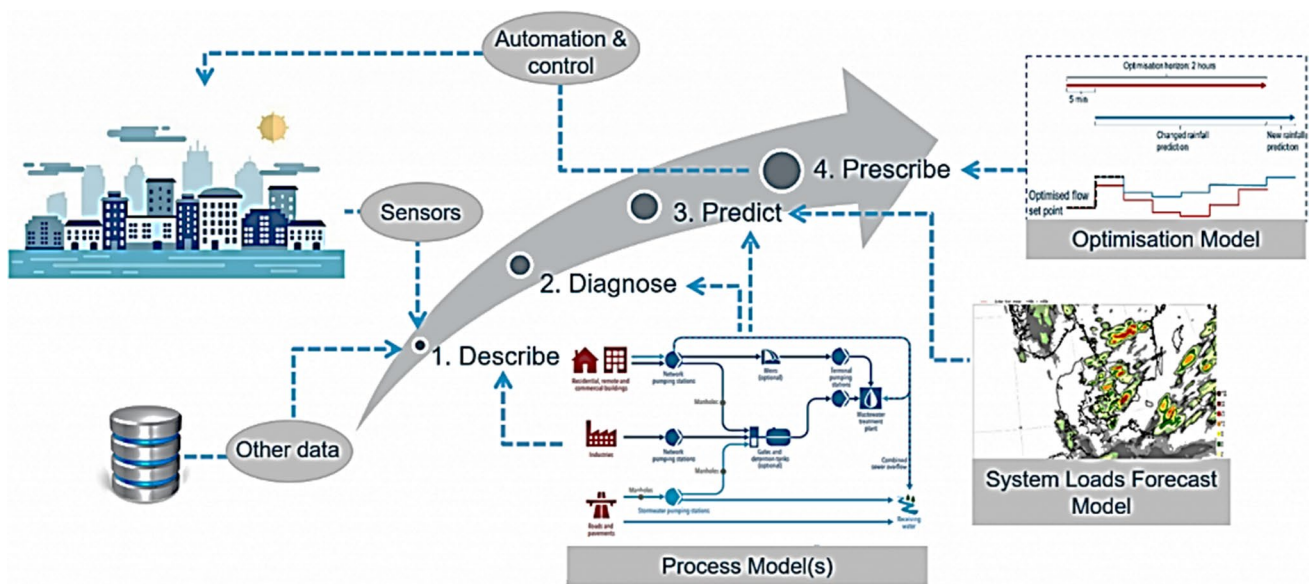 Automation &
control
Sensors
Other data
1. Describe
2. Diagnose
3. Predict
4. Prescribe
Optimisation horizon: 2 hours
5 min
Changed rainfall
prediction
New rainfall
prediction
Optimised flow
set point
Optimisation Model
System Loads Forecast
Model
Residential, remote and
commercial buildings
Network
pumping stations
(optional)
Terminal
pumping
stations
Wastewater
treatment
plant
Manholes
Industries
Network
pumping stations
Gates and
detention tanks
(optional)
Manholes
Combined
sewer overflow
Manholes
Roads and
pavements
Stormwater pumping stations
Receiving
water
Process Model(s)